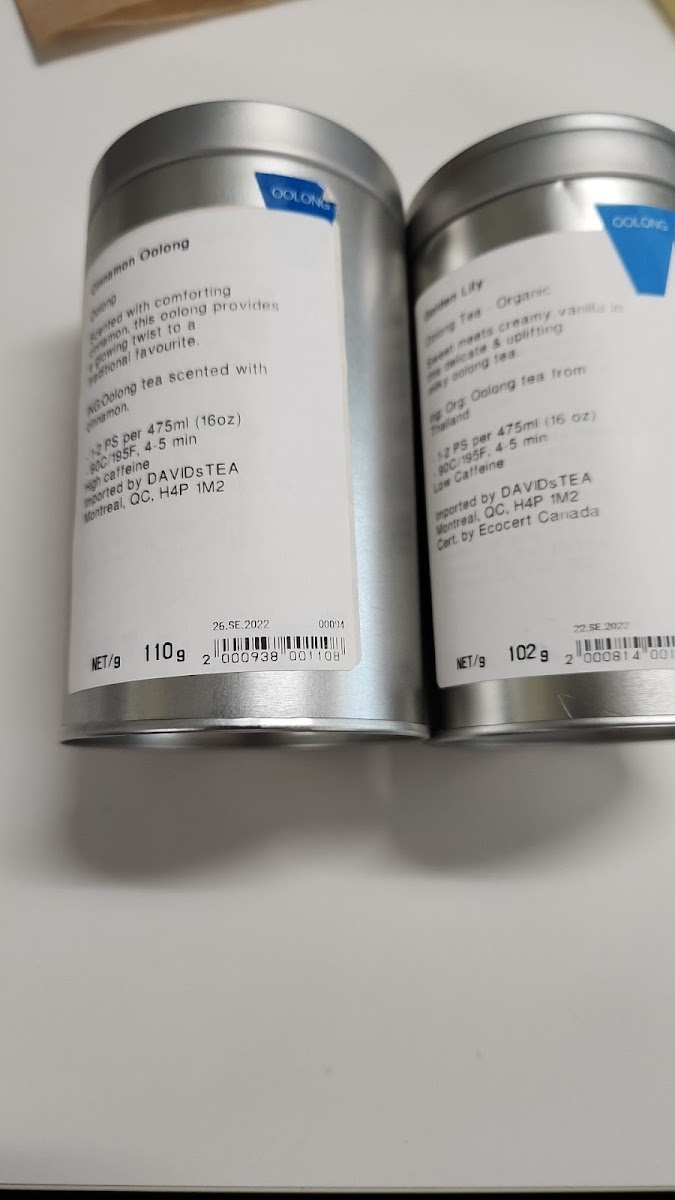 OOLONG
Cinnamon Oolong
Oolong
Scented with comforting
cinnamon, this oolong provides
a glowing twist to a
traditional favourite.
ING:Oolong tea scented with
cinnamon.
1-2 PS per 475ml (16oz)
90C/195F, 4-5 min
High caffeine
Imported by DAVIDsTEA
Montreal, QC, H4P 1M2
26.SE.2022 00094
NET/g 110 g 2 000938 001108
OOLONG
Golden Lily
Oolong Tea Organic
Sweet meets creamy vanilla in
this delicate & uplifting
milky oolong tea.
Ing: Org: Oolong tea from
Thailand
1-2 PS per 475ml (16 oz)
90C/195F, 4-5 min
Low Caffeine
Imported by DAVIDsTEA
Montreal, QC, H4P 1M2
Cert. by Ecocert Canada
22.SE.2022
NET/g 102 g 2 000814 001